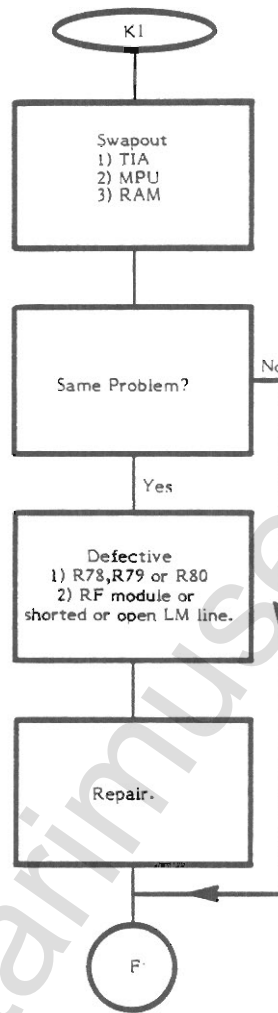 K1
Swapout
1) TIA
2) MPU
3) RAM
Same Problem?
No
Yes
Defective
1) R78,R79 or R80
2) RF module or
shorted or open LM line.
Repair.
F